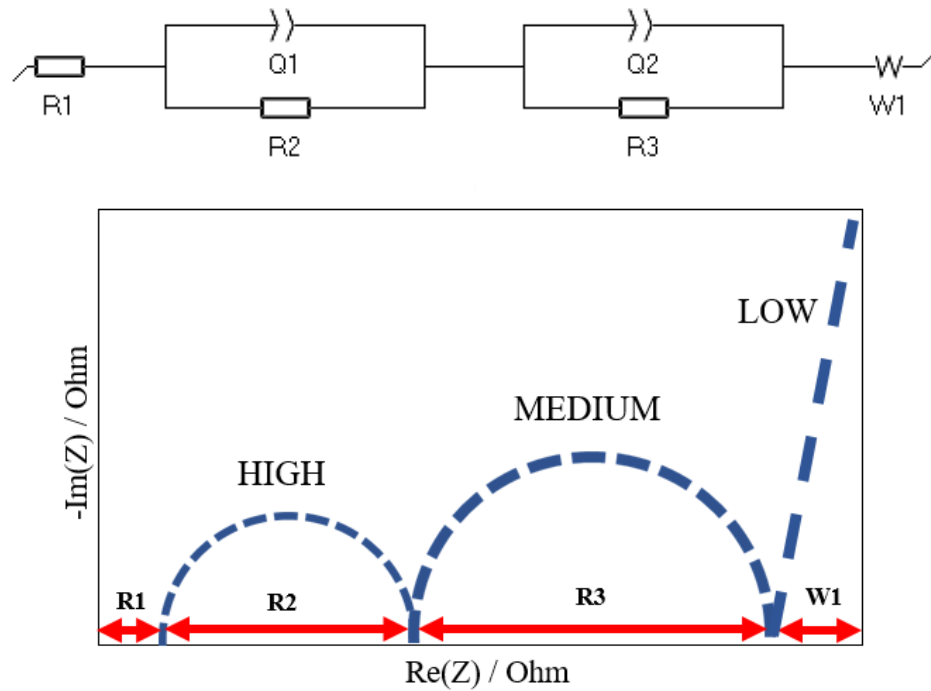 Q1
Q2
R1
W1
R2
R3
LOW
MEDIUM
HIGH
-Im(Z) / Ohm
R1
R2
R3
W1
Re(Z) / Ohm